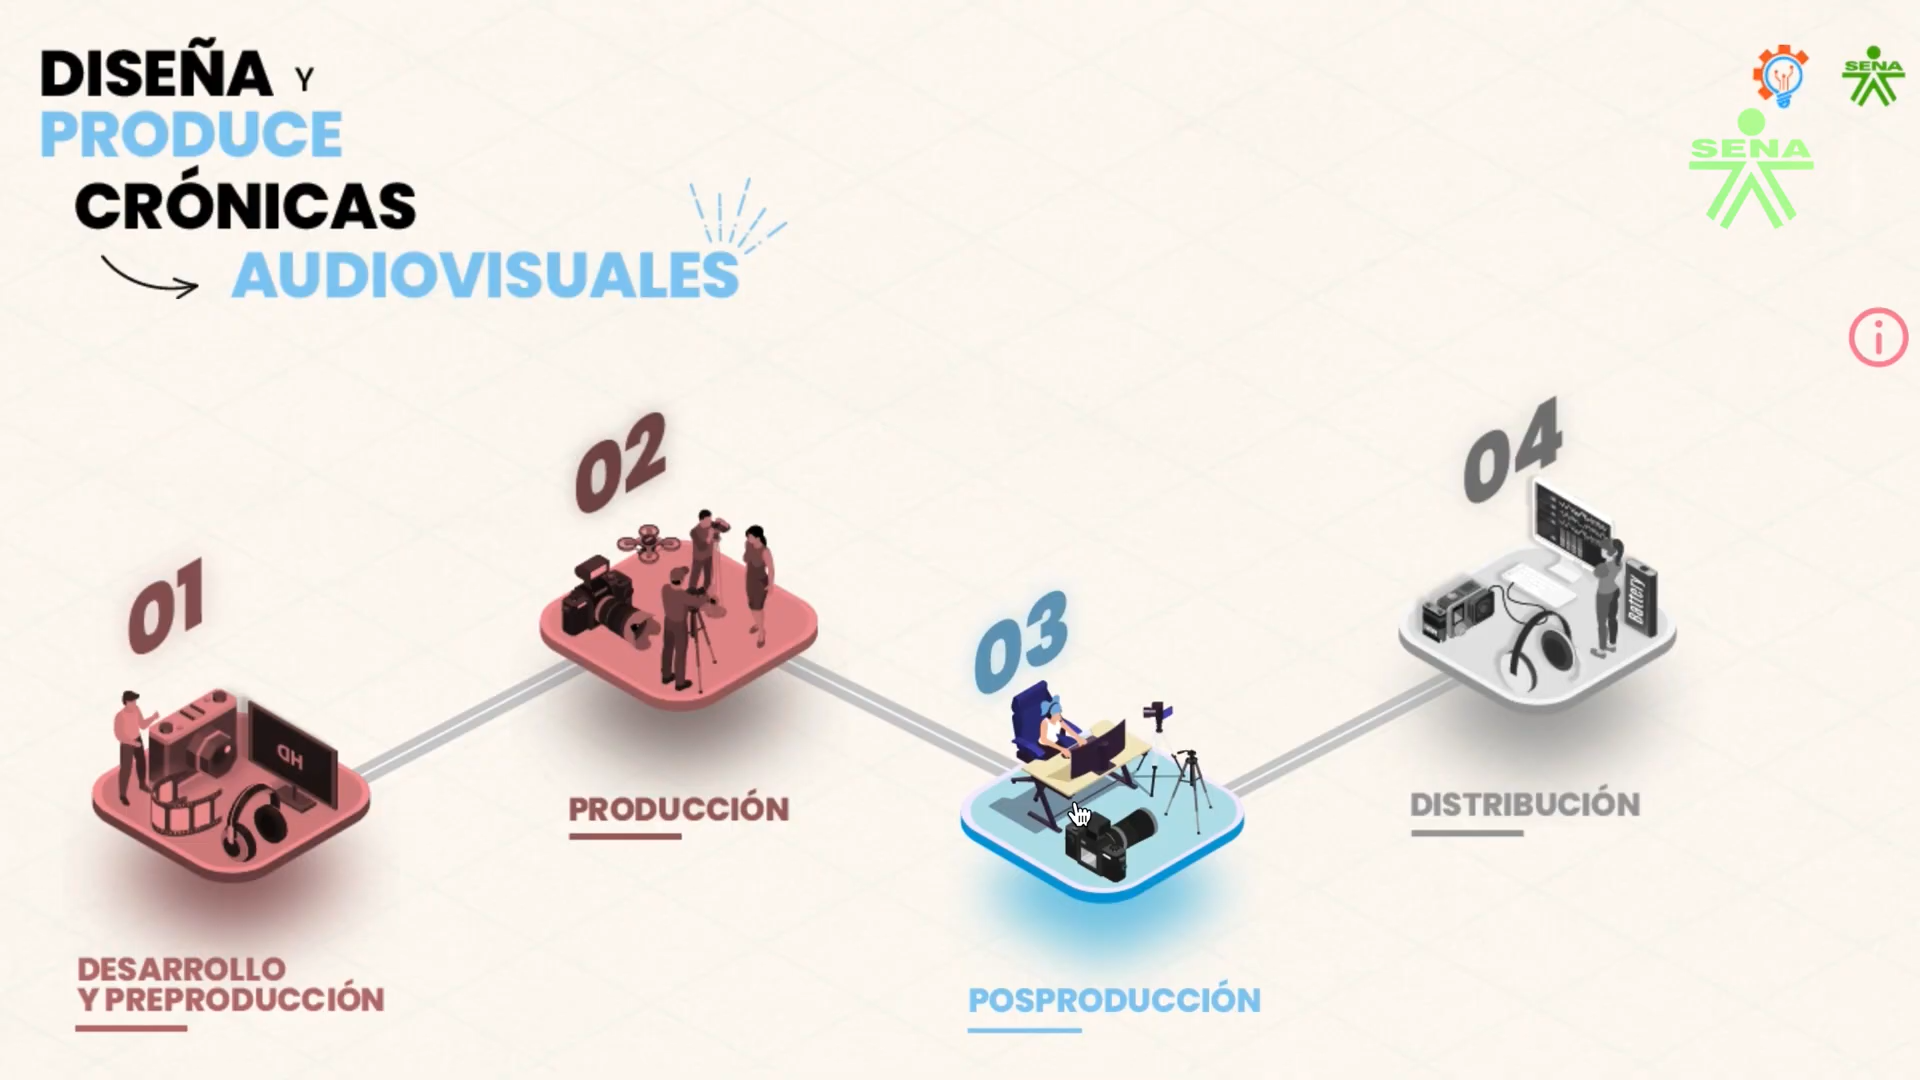 DISEÑA Y
PRODUCE
CRÓNICAS
AUDIOVISUALES
SENA
SENA
01
HD
DESARROLLO
Y PREPRODUCCIÓN
02
PRODUCCIÓN
03
POSPRODUCCIÓN
04
Battery
DISTRIBUCIÓN